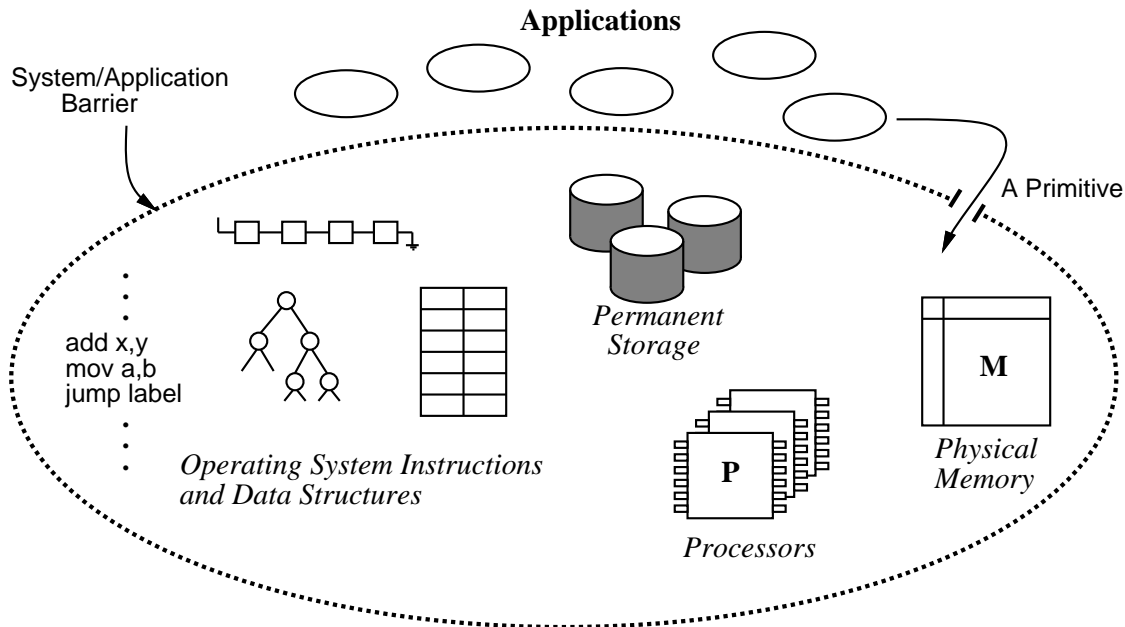 Applications
System/Application
Barrier
A Primitive
add x,y
mov a,b
jump label
Permanent
Storage
M
Operating System Instructions
and Data Structures
P
Physical
Memory
Processors